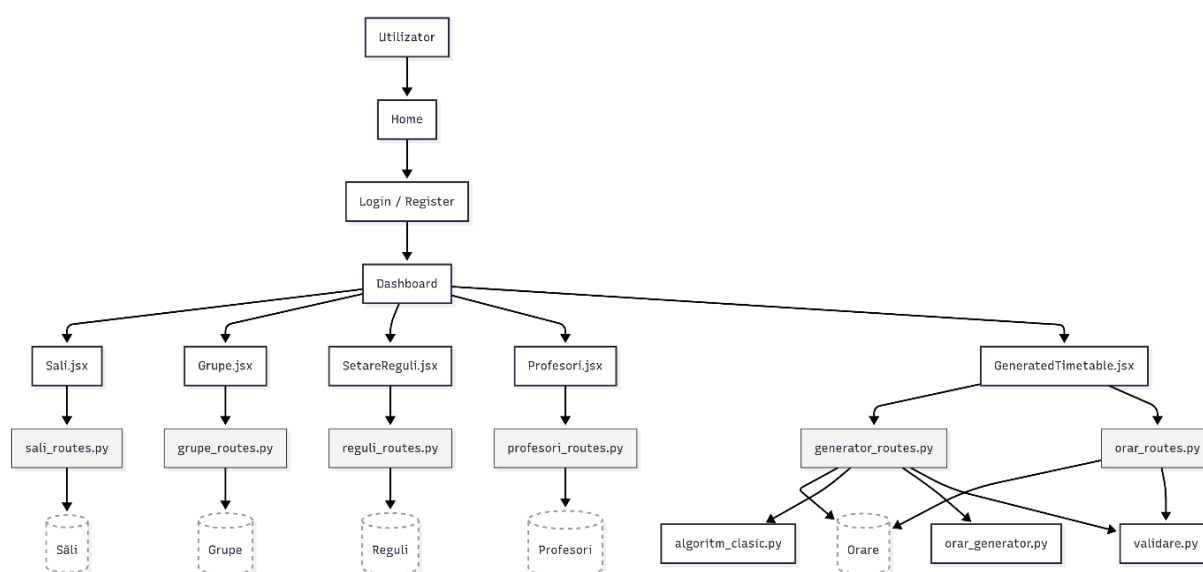 Utilizator
Home
Login / Register
Dashboard
Sali.jsx
Grupe.jsx
SetareReguli.jsx
Profesori.jsx
GeneratedTimetable.jsx
sali_routes.py
grupe_routes.py
reguli_routes.py
profesori_routes.py
generator_routes.py
orar_routes.py
Săli
Grupe
Reguli
Profesori
algoritm_clasic.py
Orare
orar_generator.py
validare.py